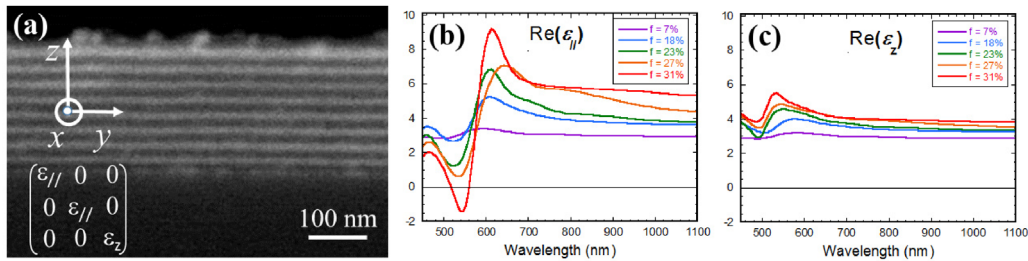 (a)
z
x y
ε// 0 0
0 ε// 0
0 0 εz
100 nm
(b)
Re(ε//)
f = 7%
f = 18%
f = 23%
f = 27%
f = 31%
10
8
6
4
2
0
-2
500 600 700 800 900 1000 1100
Wavelength (nm)
(c)
Re(εz)
f = 7%
f =18%
f = 23%
f = 27%
f = 31%
10
8
6
4
2
0
-2
500 600 700 800 900 1000 1100
Wavelength (nm)